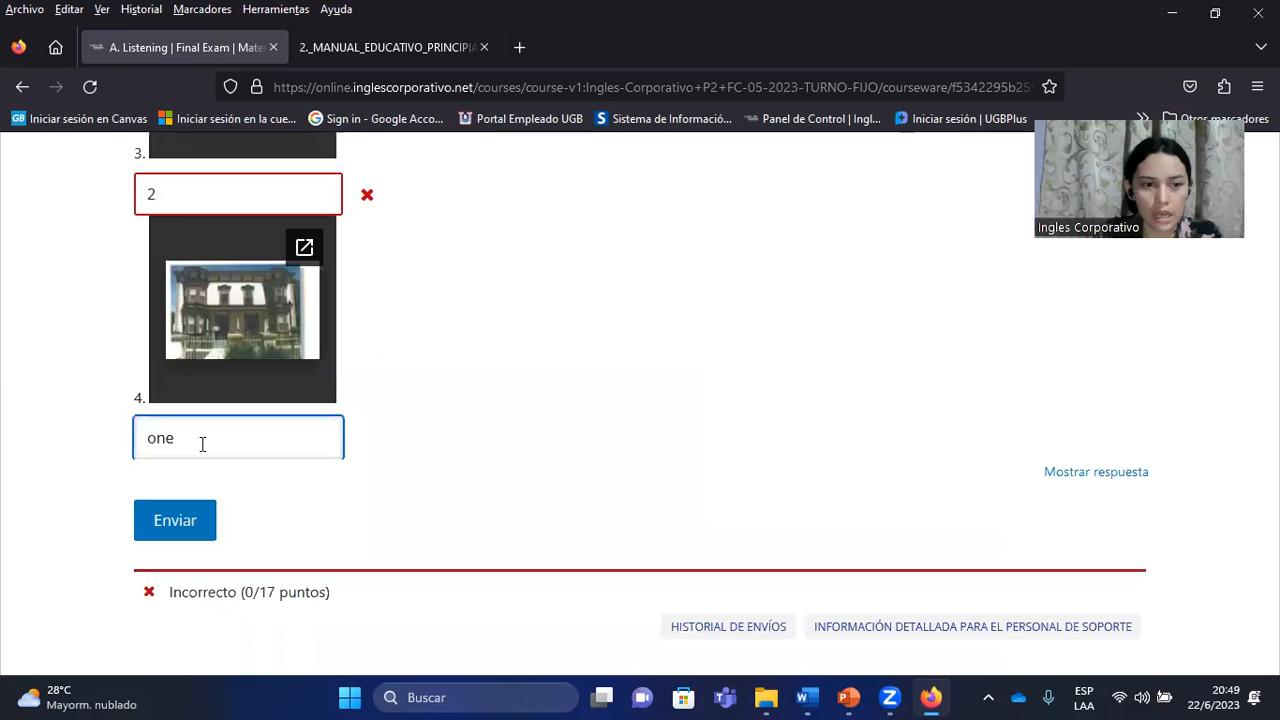 Archivo Editar Ver Historial Marcadores Herramientas Ayuda
A. Listening | Final Exam | Mate
2._MANUAL_EDUCATIVO_PRINCIPIA
https://online.inglescorporativo.net/courses/course-v1:Ingles-Corporativo+P2+FC-05-2023-TURNO-FIJO/courseware/f5342295b25
Iniciar sesión en Canvas
Iniciar sesión en la cue...
Sign in - Google Acco...
Portal Empleado UGB
Sistema de Informació...
Panel de Control | Ingl...
Iniciar sesión | UGBPlus
Otros marcadores
3.
2
Ingles Corporativo
4.
one
Mostrar respuesta
Enviar
Incorrecto (0/17 puntos)
HISTORIAL DE ENVÍOS
INFORMACIÓN DETALLADA PARA EL PERSONAL DE SOPORTE
28°C
Mayorm. nublado
Buscar
ESP
LAA
20:49
22/6/2023